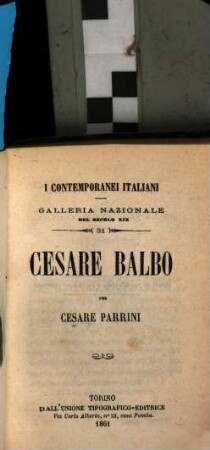 I CONTEMPORANEI ITALIANI
GALLERIA NAZIONALE
DEL SECOLO XIX
31
CESARE BALBO
PER
CESARE PARRINI
TORINO
DALL'UNIONE TIPOGRAFICO-EDITRICE
Via Carlo Alberto, n° 33, casa Pomba.
1861